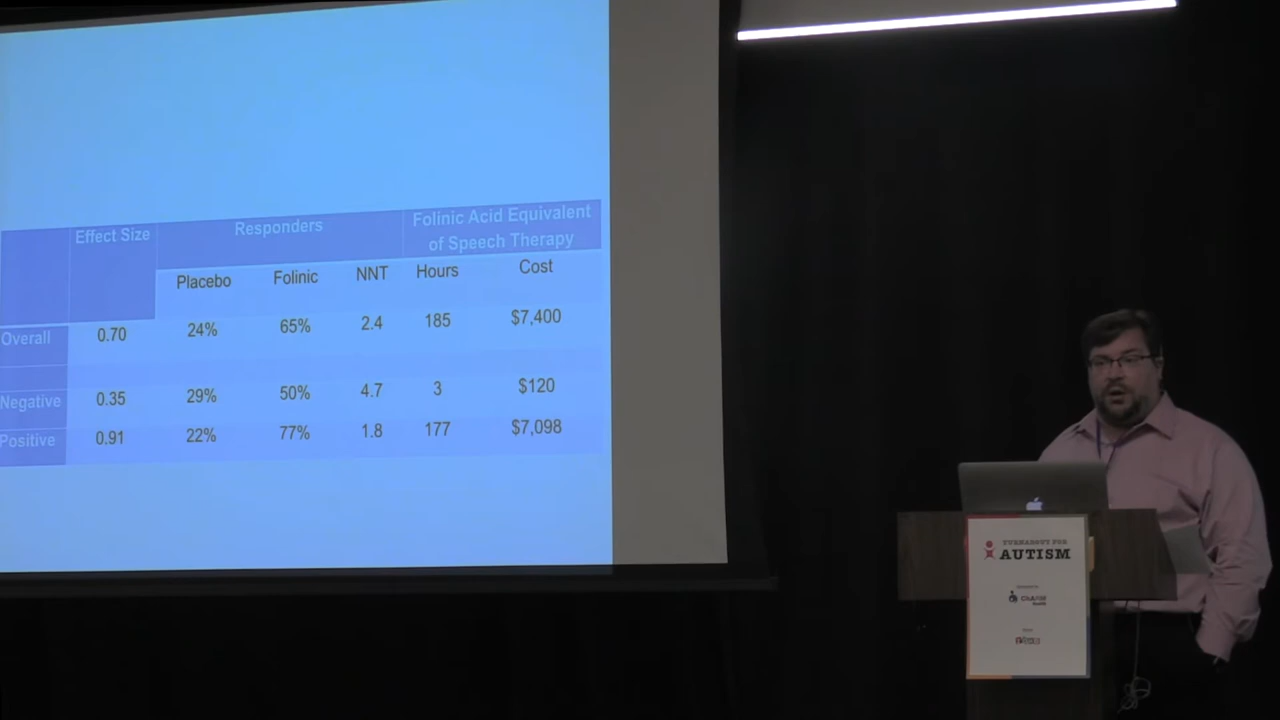 Effect Size Responders Folinic Acid Equivalent
of Speech Therapy
Placebo Folinic NNT Hours Cost
Overall 0.70 24% 65% 2.4 185 $7,400
Negative 0.35 29% 50% 4.7 3 $120
Positive 0.91 22% 77% 1.8 177 $7,098
TURNABOUT FOR
AUTISM